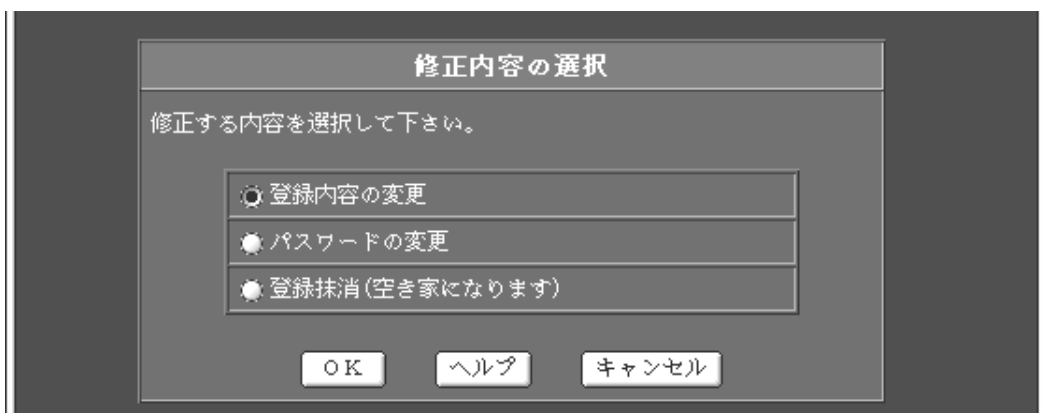 修正内容の選択
修正する内容を選択して下さい。
登録内容の変更
パスワードの変更
登録抹消(空き家になります)
ＯＫ ヘルプ キャンセル